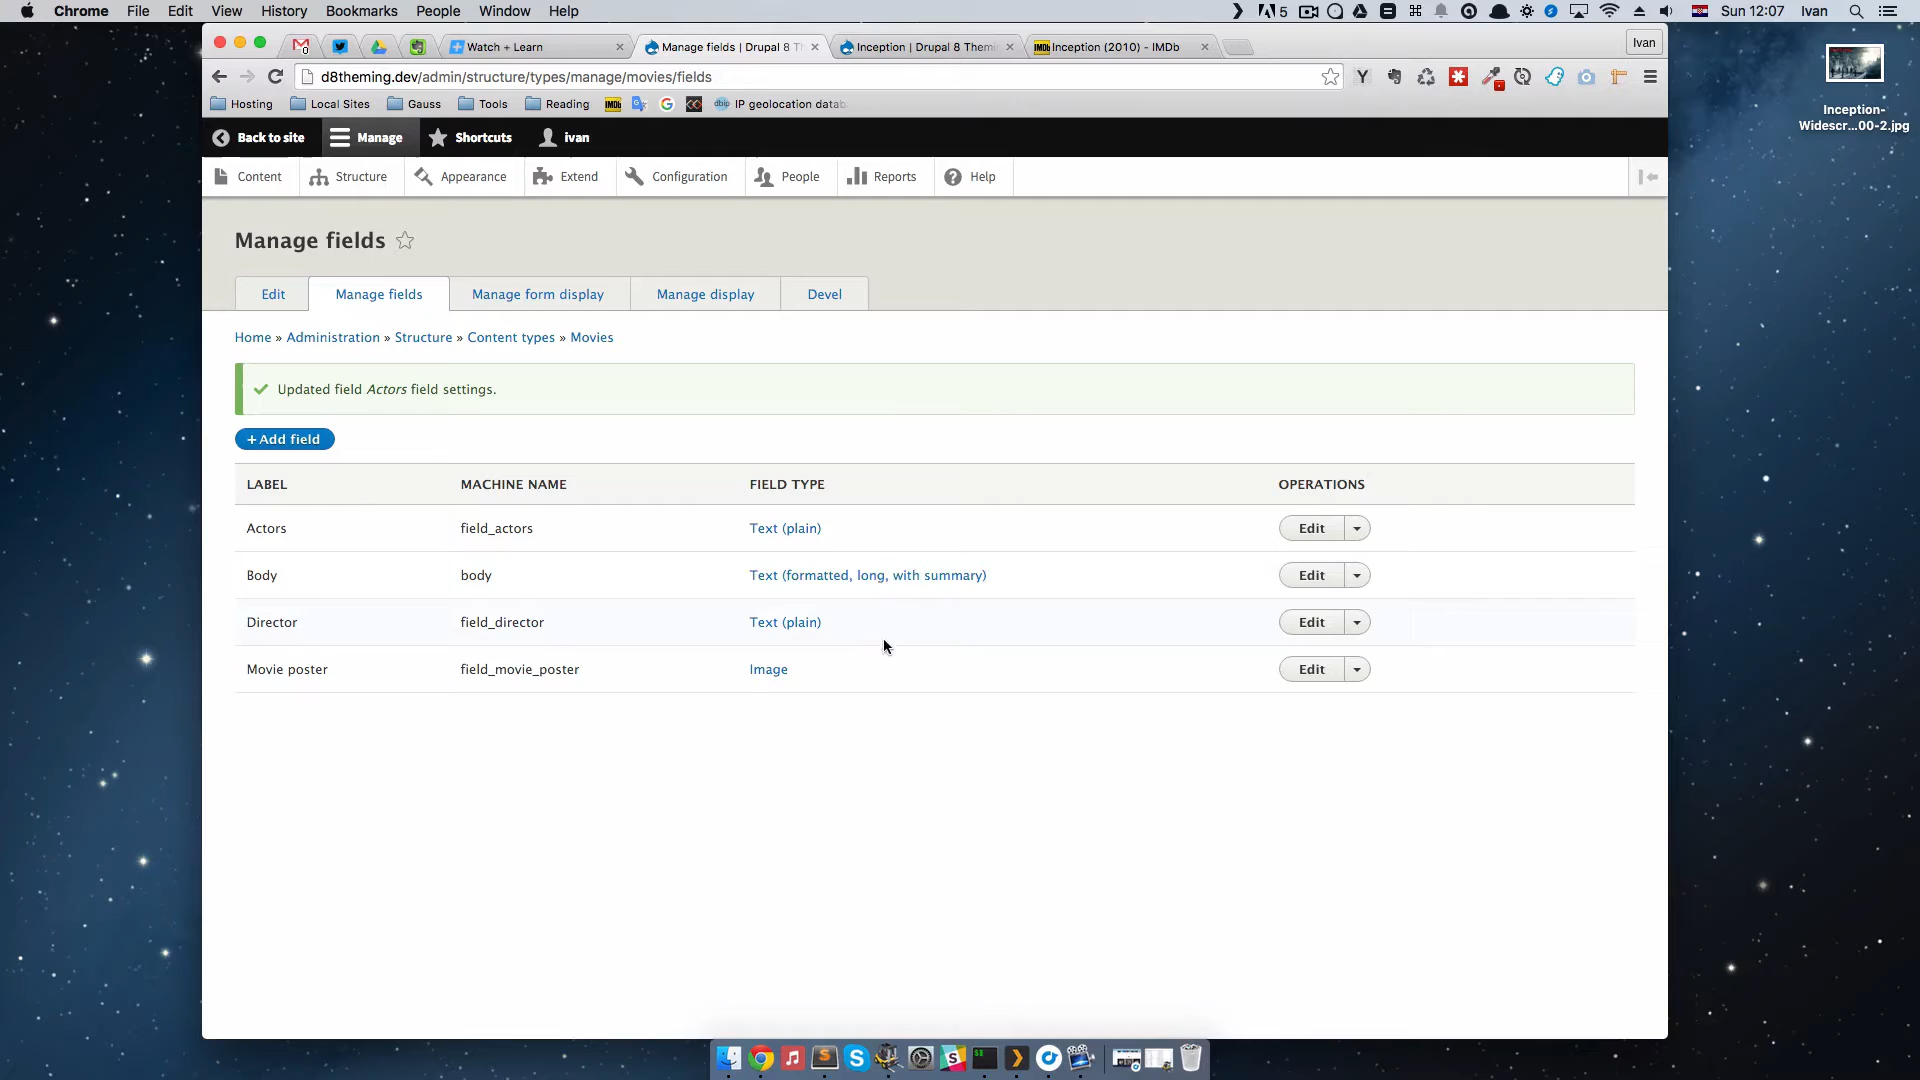 Chrome File Edit View History Bookmarks People Window Help 5 Sun 12:07 Ivan
0 Watch + Learn Manage fields | Drupal 8 T Inception | Drupal 8 Themi Inception (2010) - IMDb Ivan
d8theming.dev/admin/structure/types/manage/movies/fields
Hosting Local Sites Gauss Tools Reading IMDb dbip IP geolocation datab
Back to site Manage Shortcuts ivan
Content Structure Appearance Extend Configuration People Reports Help
Manage fields
Edit Manage fields Manage form display Manage display Devel
Home » Administration » Structure » Content types » Movies
Updated field Actors field settings.
+ Add field
LABEL MACHINE NAME FIELD TYPE OPERATIONS
Actors field_actors Text (plain) Edit
Body body Text (formatted, long, with summary) Edit
Director field_director Text (plain) Edit
Movie poster field_movie_poster Image Edit
Inception-
Widescr...00-2.jpg